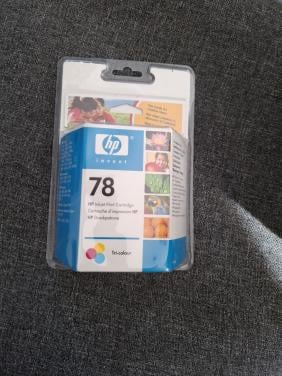 hp
invent
78
HP Inkjet Print Cartridge
Cartouche d'impression HP
HP Druckpatrone
Tri-colour